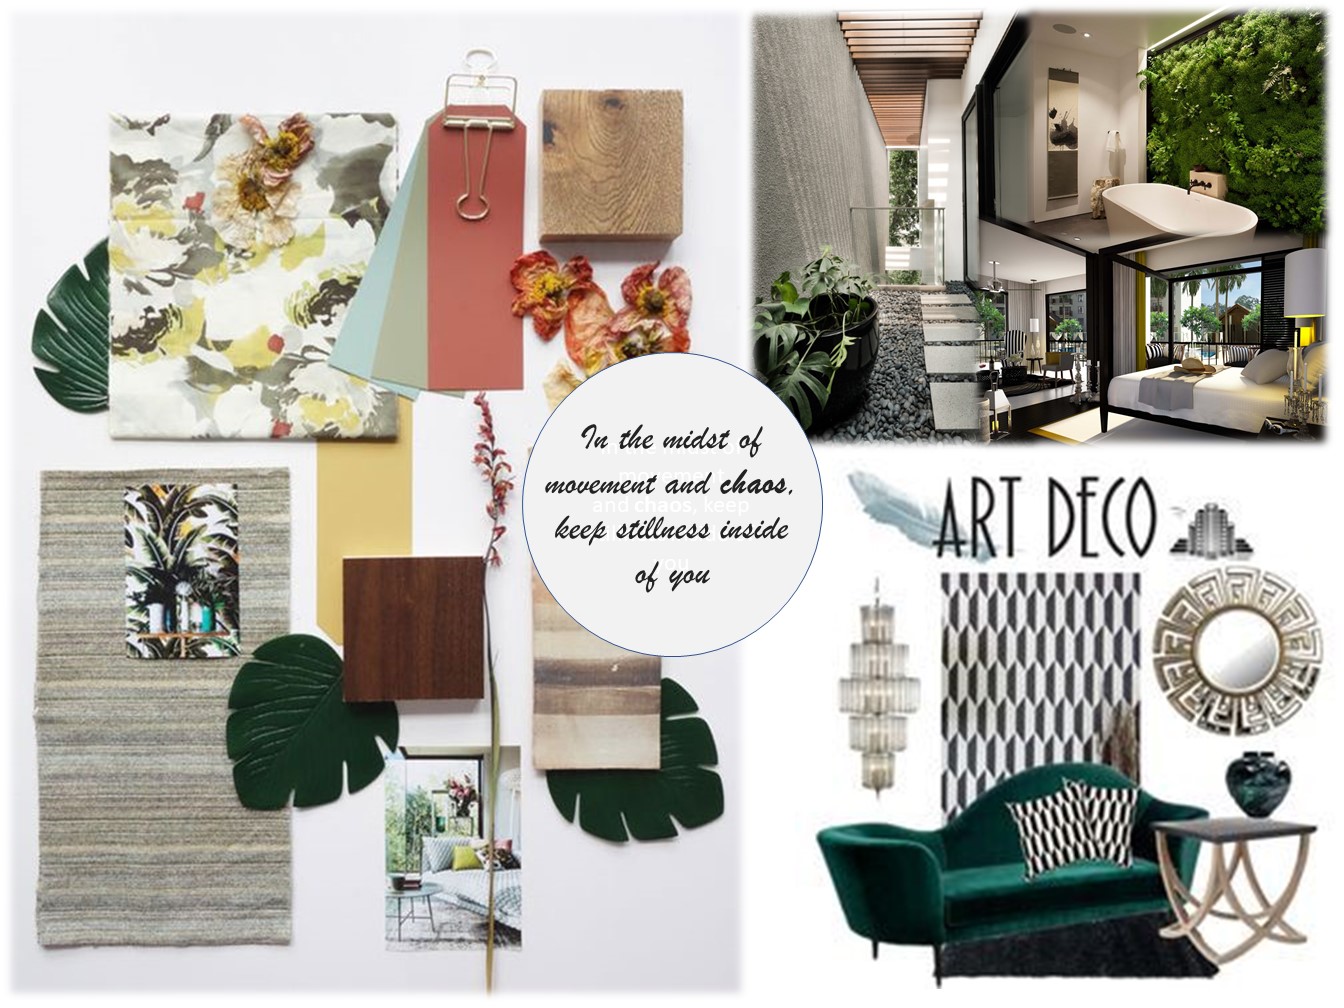 In the midst of
movement and chaos,
keep stillness inside
of you
ART DECO